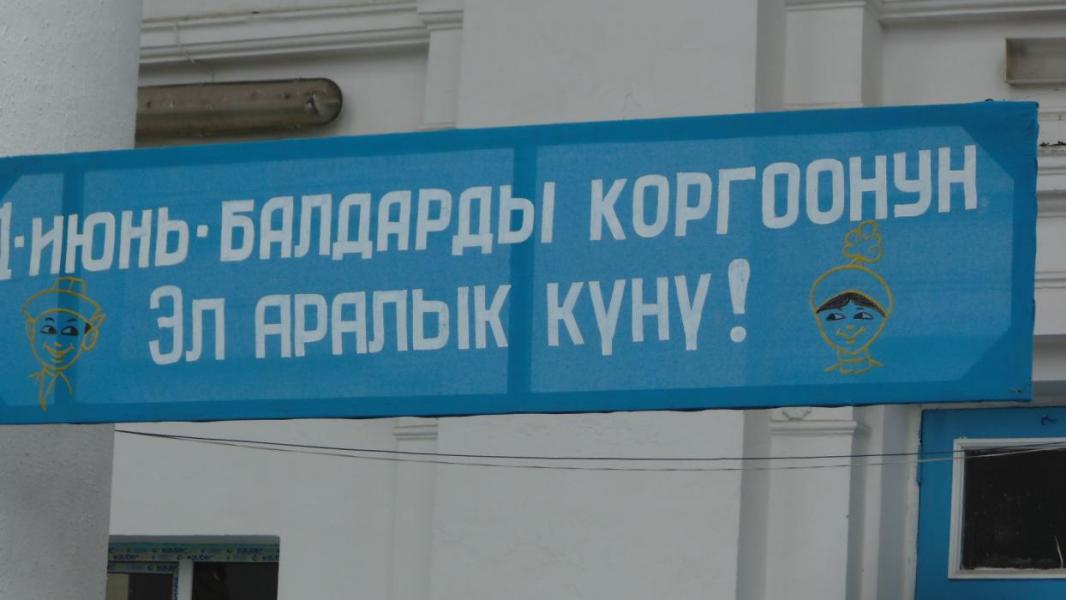 1·ИЮНЬ·БАЛДАРДЫ КОРГООНУН
ЭЛ АРАЛЫК КҮНҮ!